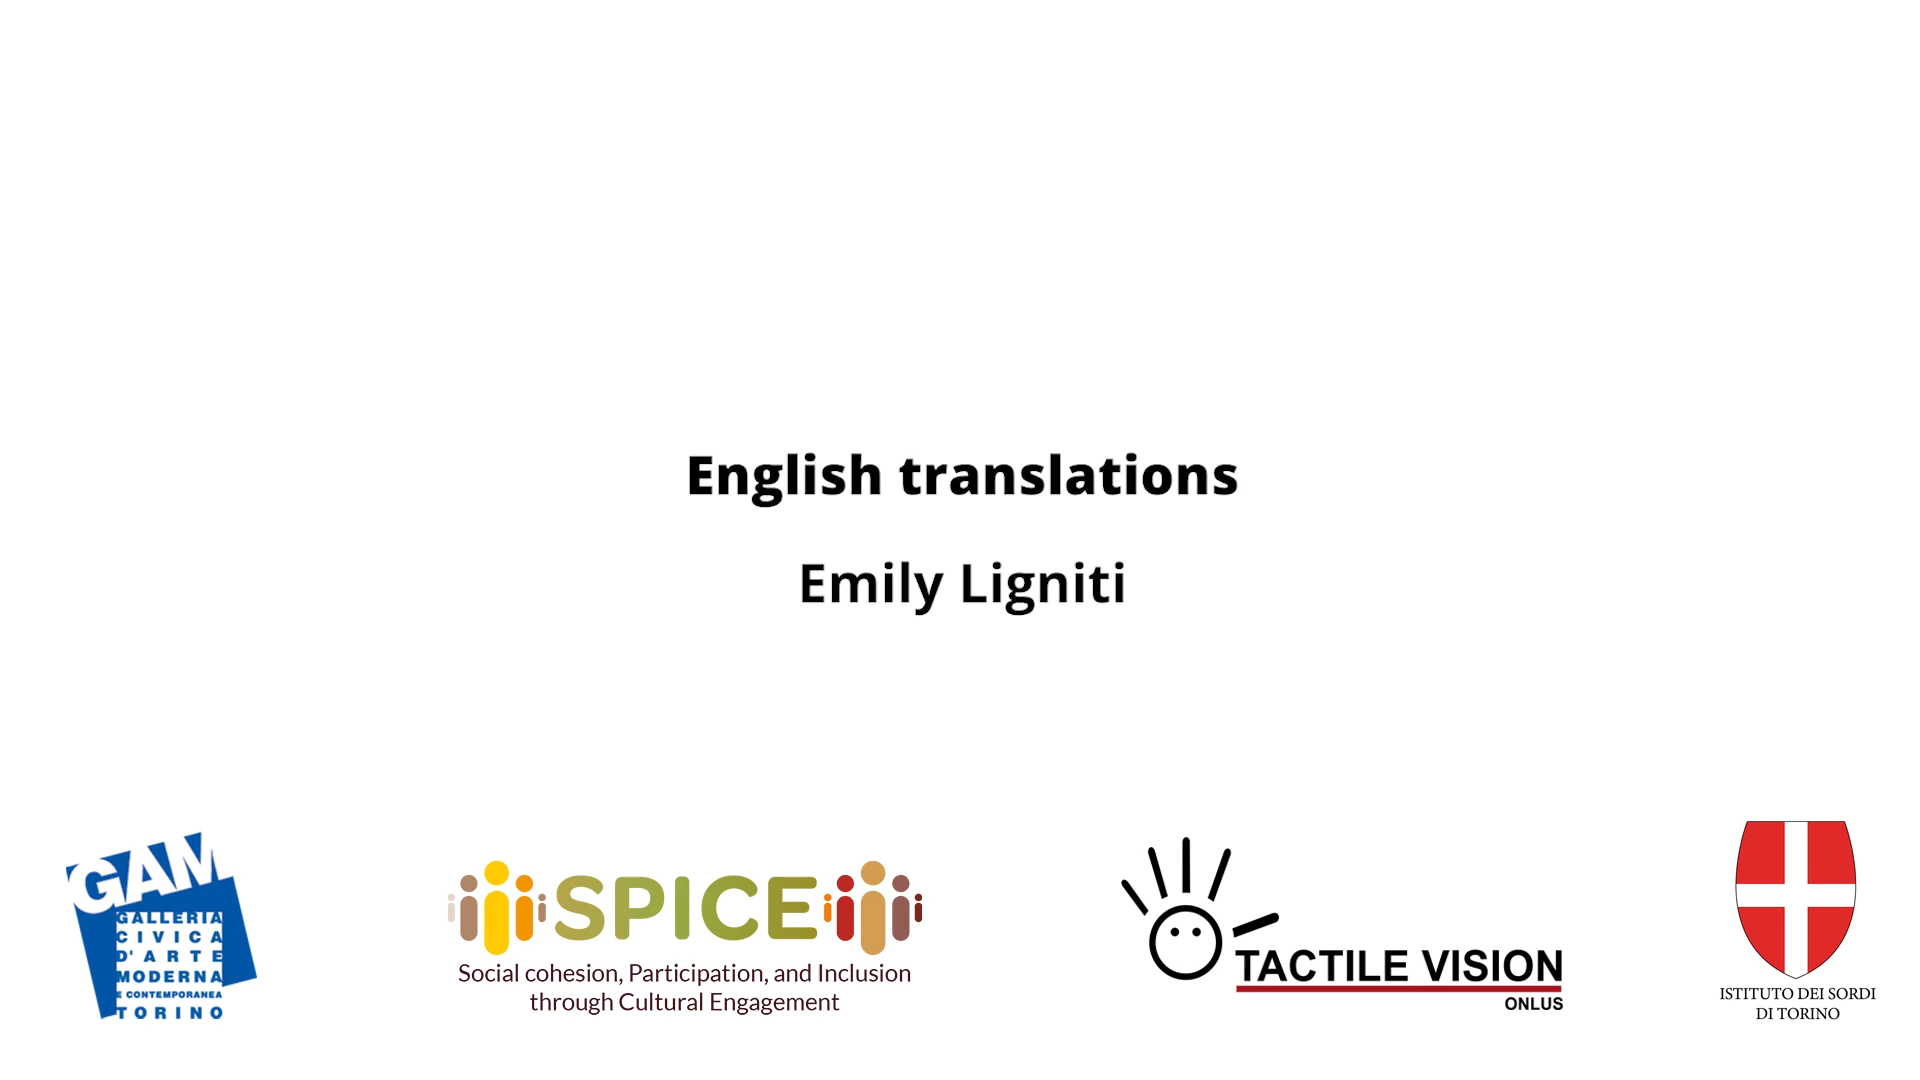 English translations
Emily Ligniti
GAM
GALLERIA
CIVICA
D'ARTE
MODERNA
E CONTEMPORANEA
TORINO
SPICE
Social cohesion, Participation, and Inclusion
through Cultural Engagement
TACTILE VISION
ONLUS
ISTITUTO DEI SORDI
DI TORINO